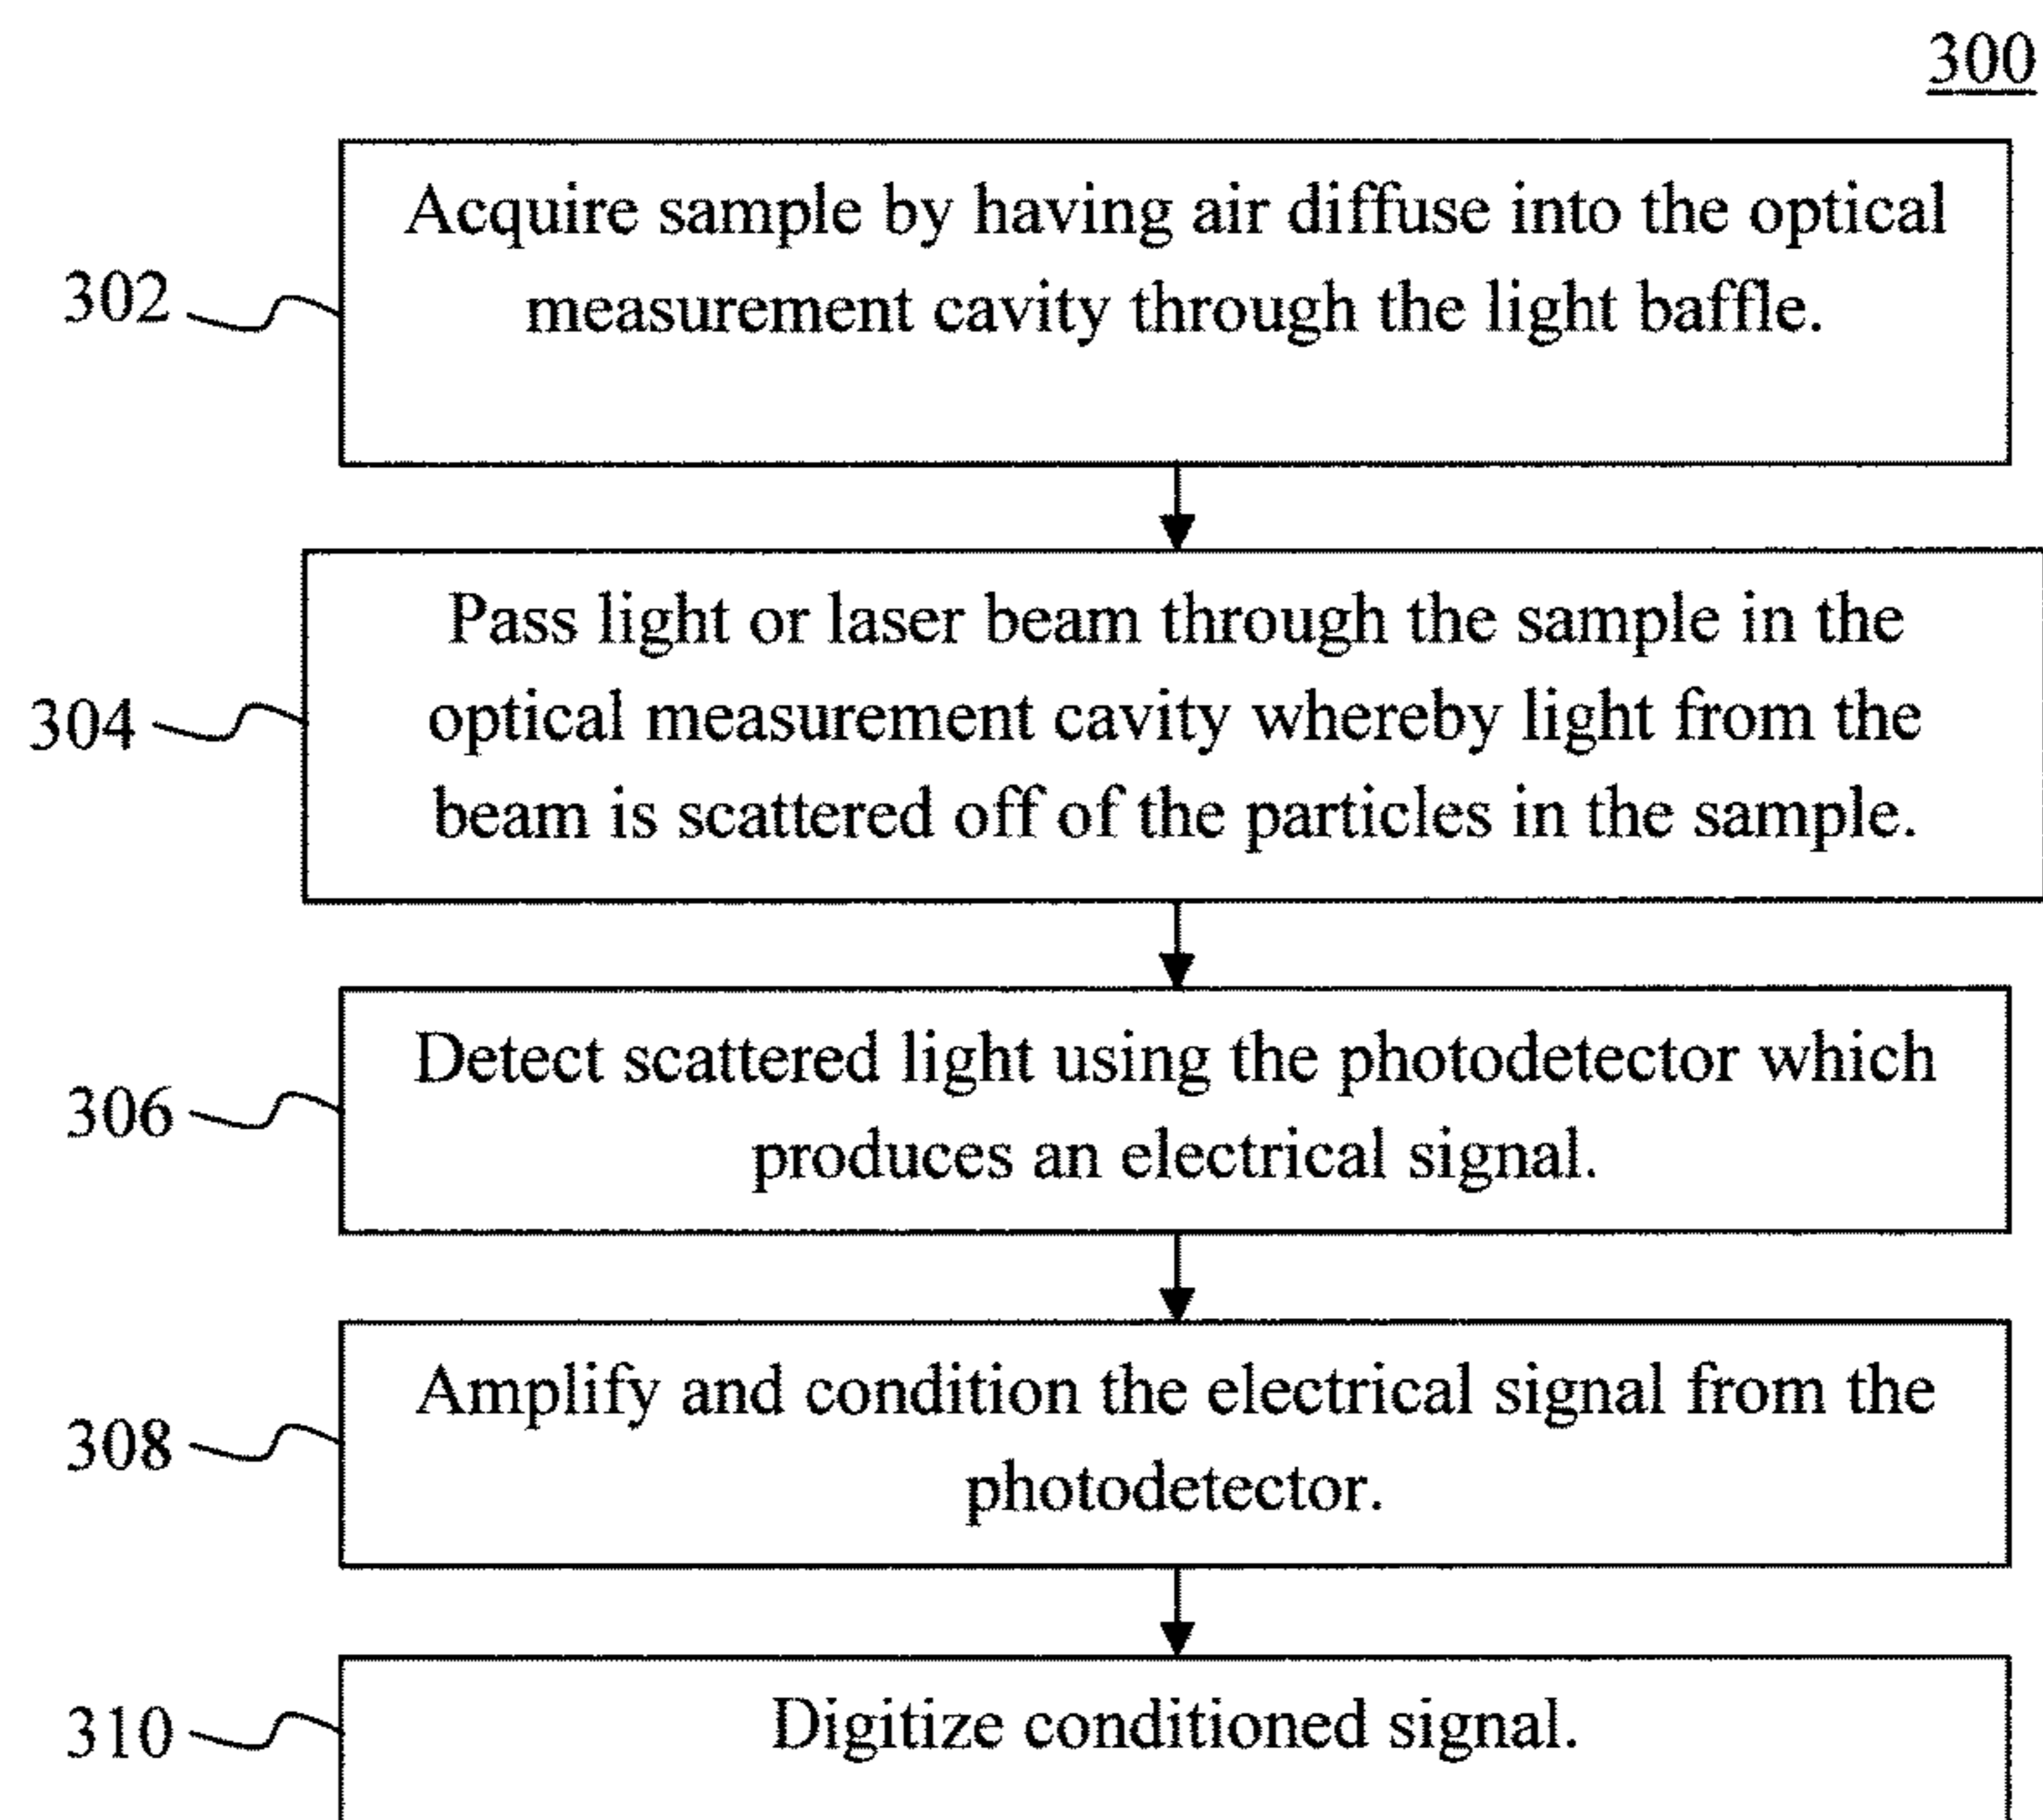 300
Acquire sample by having air diffuse into the optical
measurement cavity through the light baffle.
302
Pass light or laser beam through the sample in the
optical measurement cavity whereby light from the
beam is scattered off of the particles in the sample.
304
Detect scattered light using the photodetector which
produces an electrical signal.
306
Amplify and condition the electrical signal from the
photodetector.
308
Digitize conditioned signal.
310